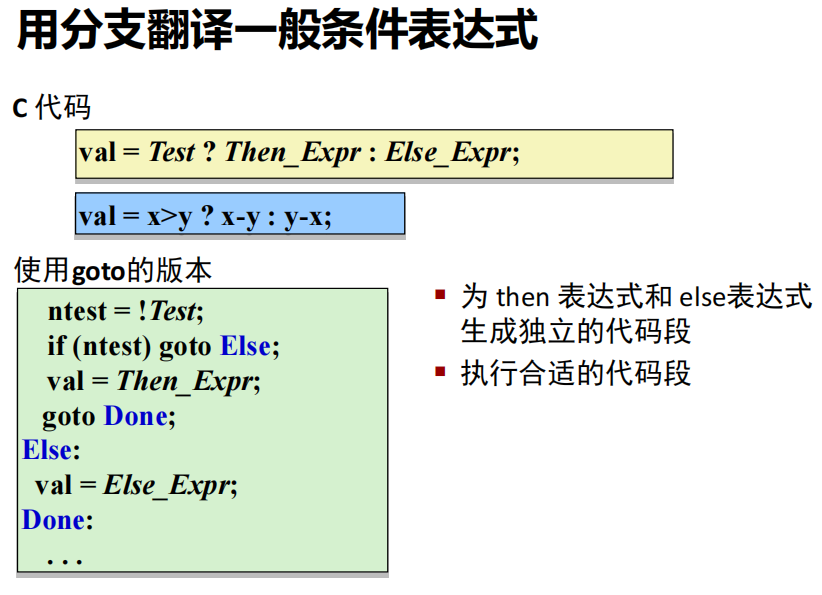 用分支翻译一般条件表达式
C 代码
val = Test ? Then_Expr : Else_Expr;
val = x>y ? x-y : y-x;
使用goto的版本
ntest = !Test;
if (ntest) goto Else;
val = Then_Expr;
goto Done;
Else:
val = Else_Expr;
Done:
. . .
▪ 为 then 表达式和 else表达式
生成独立的代码段
▪ 执行合适的代码段